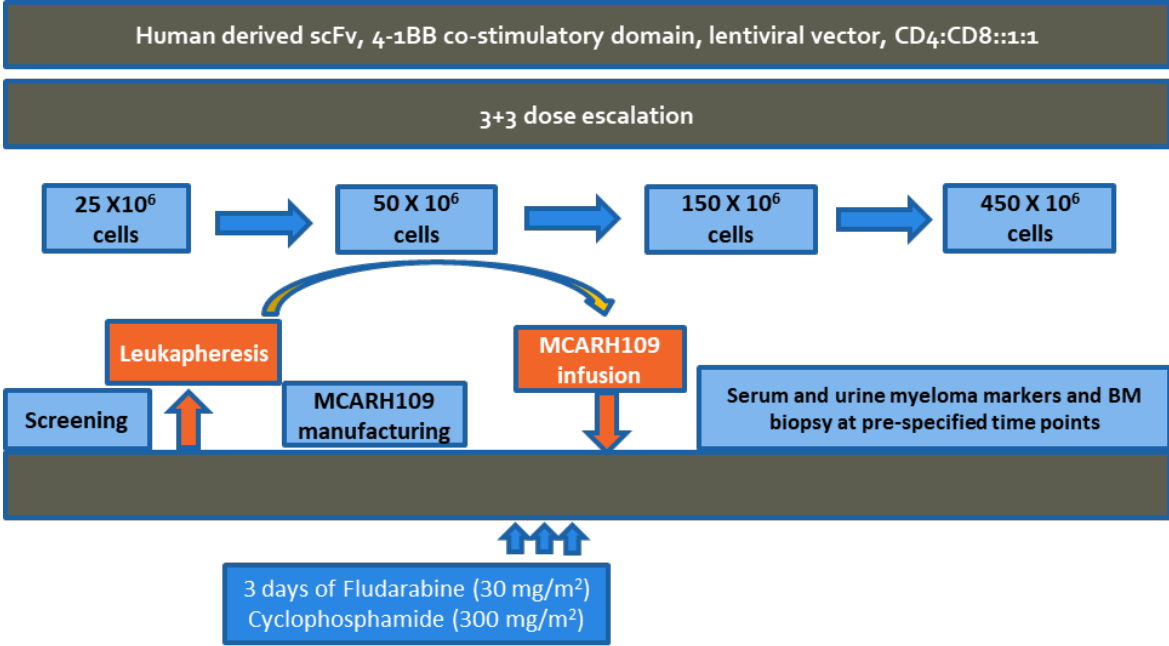 Human derived scFv, 4-1BB co-stimulatory domain, lentiviral vector, CD4:CD8::1:1
3+3 dose escalation
25 X10⁶
cells
50 X 10⁶
cells
150 X 10⁶
cells
450 X 10⁶
cells
Leukapheresis
MCARH109
infusion
Screening
MCARH109
manufacturing
Serum and urine myeloma markers and BM
biopsy at pre-specified time points
3 days of Fludarabine (30 mg/m²)
Cyclophosphamide (300 mg/m²)